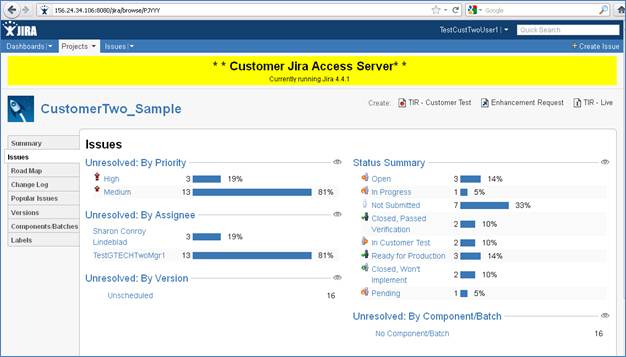 156.24.34.106:8080/jira/browse/PJYYY
Google
JIRA
TestCustTwoUser1
Quick Search
Dashboards Projects Issues
+ Create Issue
* * Customer Jira Access Server* *
Currently running Jira 4.4.1
CustomerTwo_Sample
Create: TIR - Customer Test Enhancement Request TIR - Live
Summary
Issues
Road Map
Change Log
Popular Issues
Versions
Components/Batches
Labels
Issues
Unresolved: By Priority
High 3 19%
Medium 13 81%
Unresolved: By Assignee
Sharon Conroy
Lindeblad 3 19%
TestGTECHTwoMgr1 13 81%
Unresolved: By Version
Unscheduled 16
Status Summary
Open 3 14%
In Progress 1 5%
Not Submitted 7 33%
Closed, Passed
Verification 2 10%
In Customer Test 2 10%
Ready for Production 3 14%
Closed, Won't
Implement 2 10%
Pending 1 5%
Unresolved: By Component/Batch
No Component/Batch 16